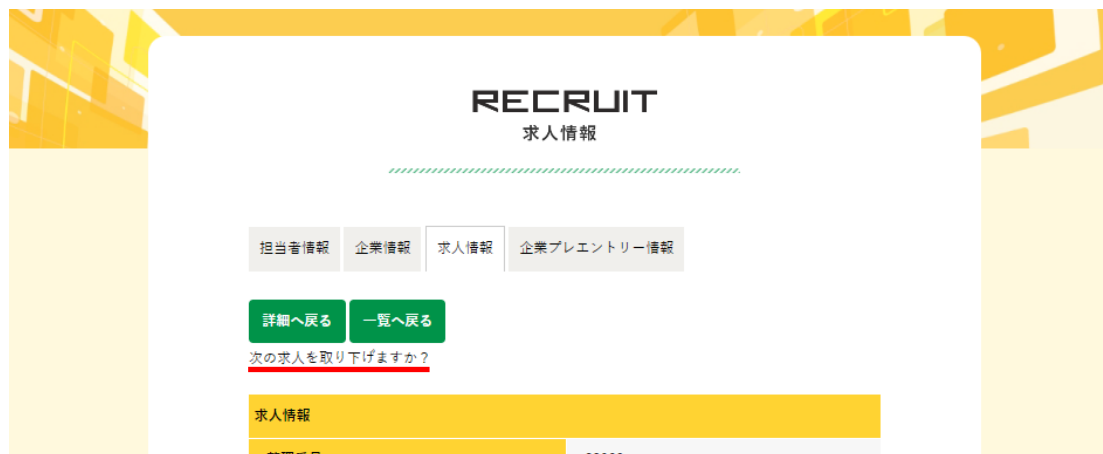 RECRUIT
求人情報
担当者情報 企業情報 求人情報 企業プレエントリー情報
詳細へ戻る 一覧へ戻る
次の求人を取り下げますか？
求人情報